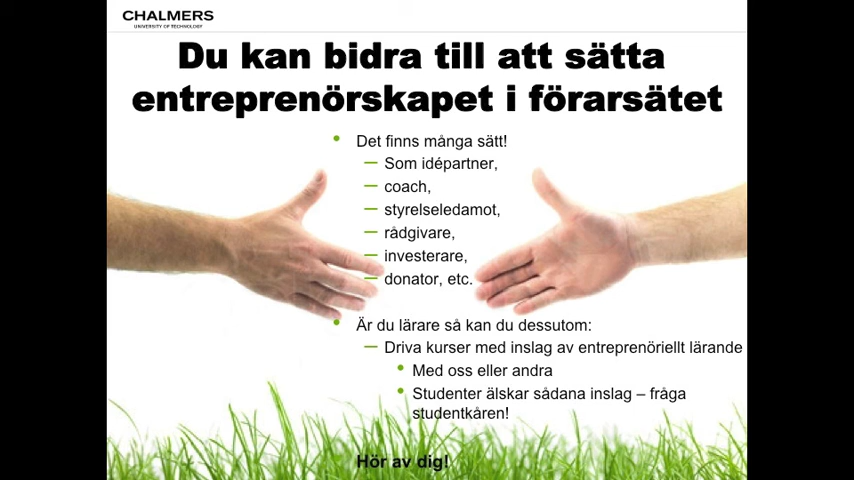 CHALMERS
UNIVERSITY OF TECHNOLOGY
Du kan bidra till att sätta
entreprenörskapet i förarsätet
• Det finns många sätt!
– Som idépartner,
– coach,
– styrelseledamot,
– rådgivare,
– investerare,
– donator, etc.
• Är du lärare så kan du dessutom:
– Driva kurser med inslag av entreprenöriellt lärande
• Med oss eller andra
• Studenter älskar sådana inslag – fråga
studentkåren!
Hör av dig!